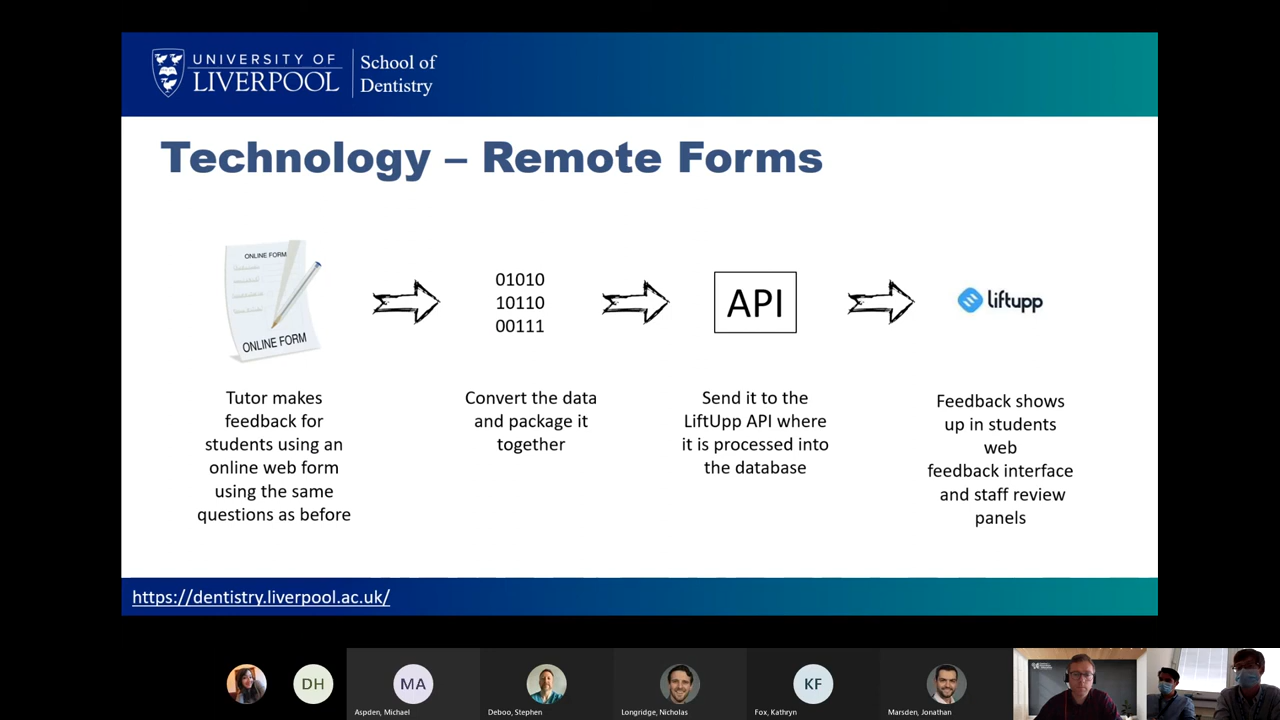 UNIVERSITY OF
LIVERPOOL
School of
Dentistry
Technology – Remote Forms
ONLINE FORM
ONLINE FORM
01010
10110
00111
API
liftupp
Tutor makes
feedback for
students using an
online web form
using the same
questions as before
Convert the data
and package it
together
Send it to the
LiftUpp API where
it is processed into
the database
Feedback shows
up in students
web
feedback interface
and staff review
panels
https://dentistry.liverpool.ac.uk/
DH
MA
KF
Aspden, Michael
Deboo, Stephen
Longridge, Nicholas
Fox, Kathryn
Marsden, Jonathan